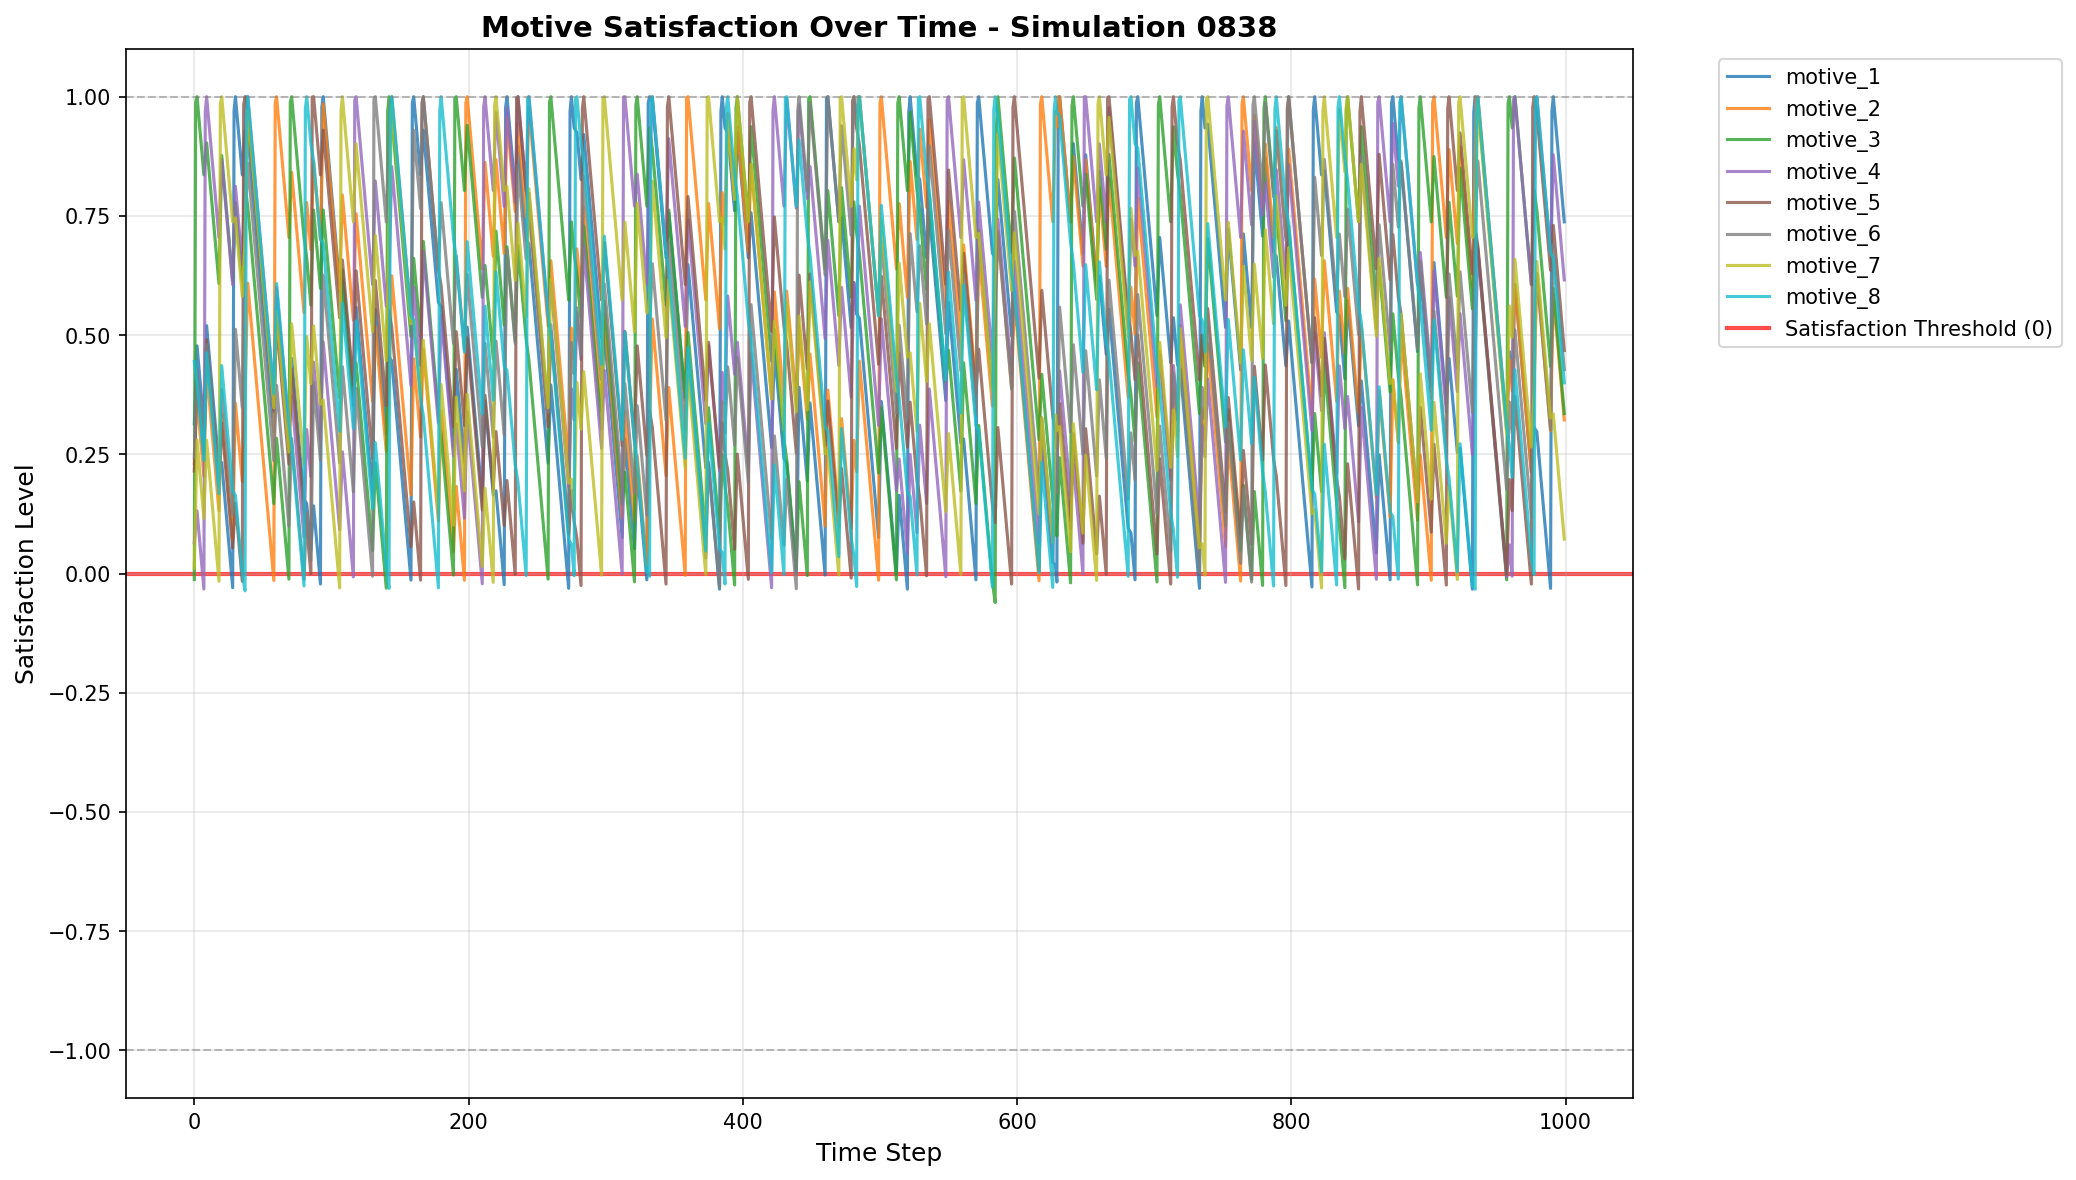 Motive Satisfaction Over Time - Simulation 0838
1.00
0.75
0.50
0.25
0.00
−0.25
−0.50
−0.75
−1.00
Satisfaction Level
0
200
400
600
800
1000
Time Step
motive_1
motive_2
motive_3
motive_4
motive_5
motive_6
motive_7
motive_8
Satisfaction Threshold (0)